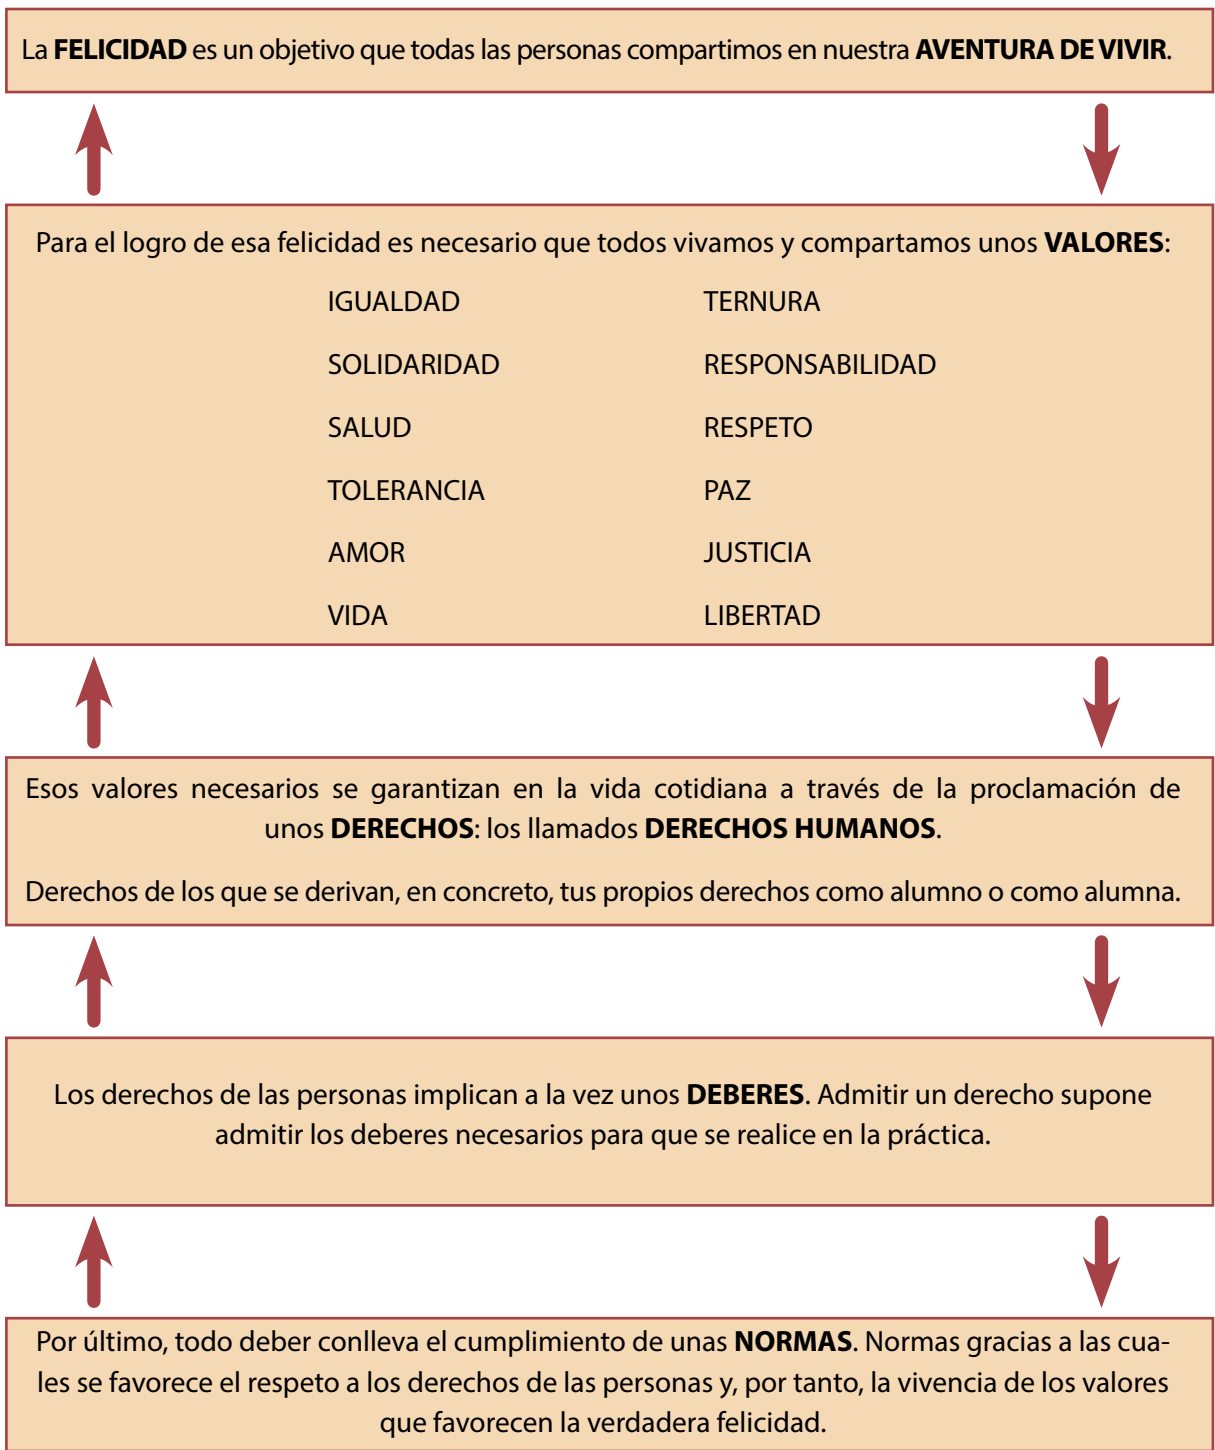 La FELICIDAD es un objetivo que todas las personas compartimos en nuestra AVENTURA DE VIVIR.
Para el logro de esa felicidad es necesario que todos vivamos y compartamos unos VALORES:
IGUALDAD TERNURA
SOLIDARIDAD RESPONSABILIDAD
SALUD RESPETO
TOLERANCIA PAZ
AMOR JUSTICIA
VIDA LIBERTAD
Esos valores necesarios se garantizan en la vida cotidiana a través de la proclamación de
unos DERECHOS: los llamados DERECHOS HUMANOS.
Derechos de los que se derivan, en concreto, tus propios derechos como alumno o como alumna.
Los derechos de las personas implican a la vez unos DEBERES. Admitir un derecho supone
admitir los deberes necesarios para que se realice en la práctica.
Por último, todo deber conlleva el cumplimiento de unas NORMAS. Normas gracias a las cua-
les se favorece el respeto a los derechos de las personas y, por tanto, la vivencia de los valores
que favorecen la verdadera felicidad.